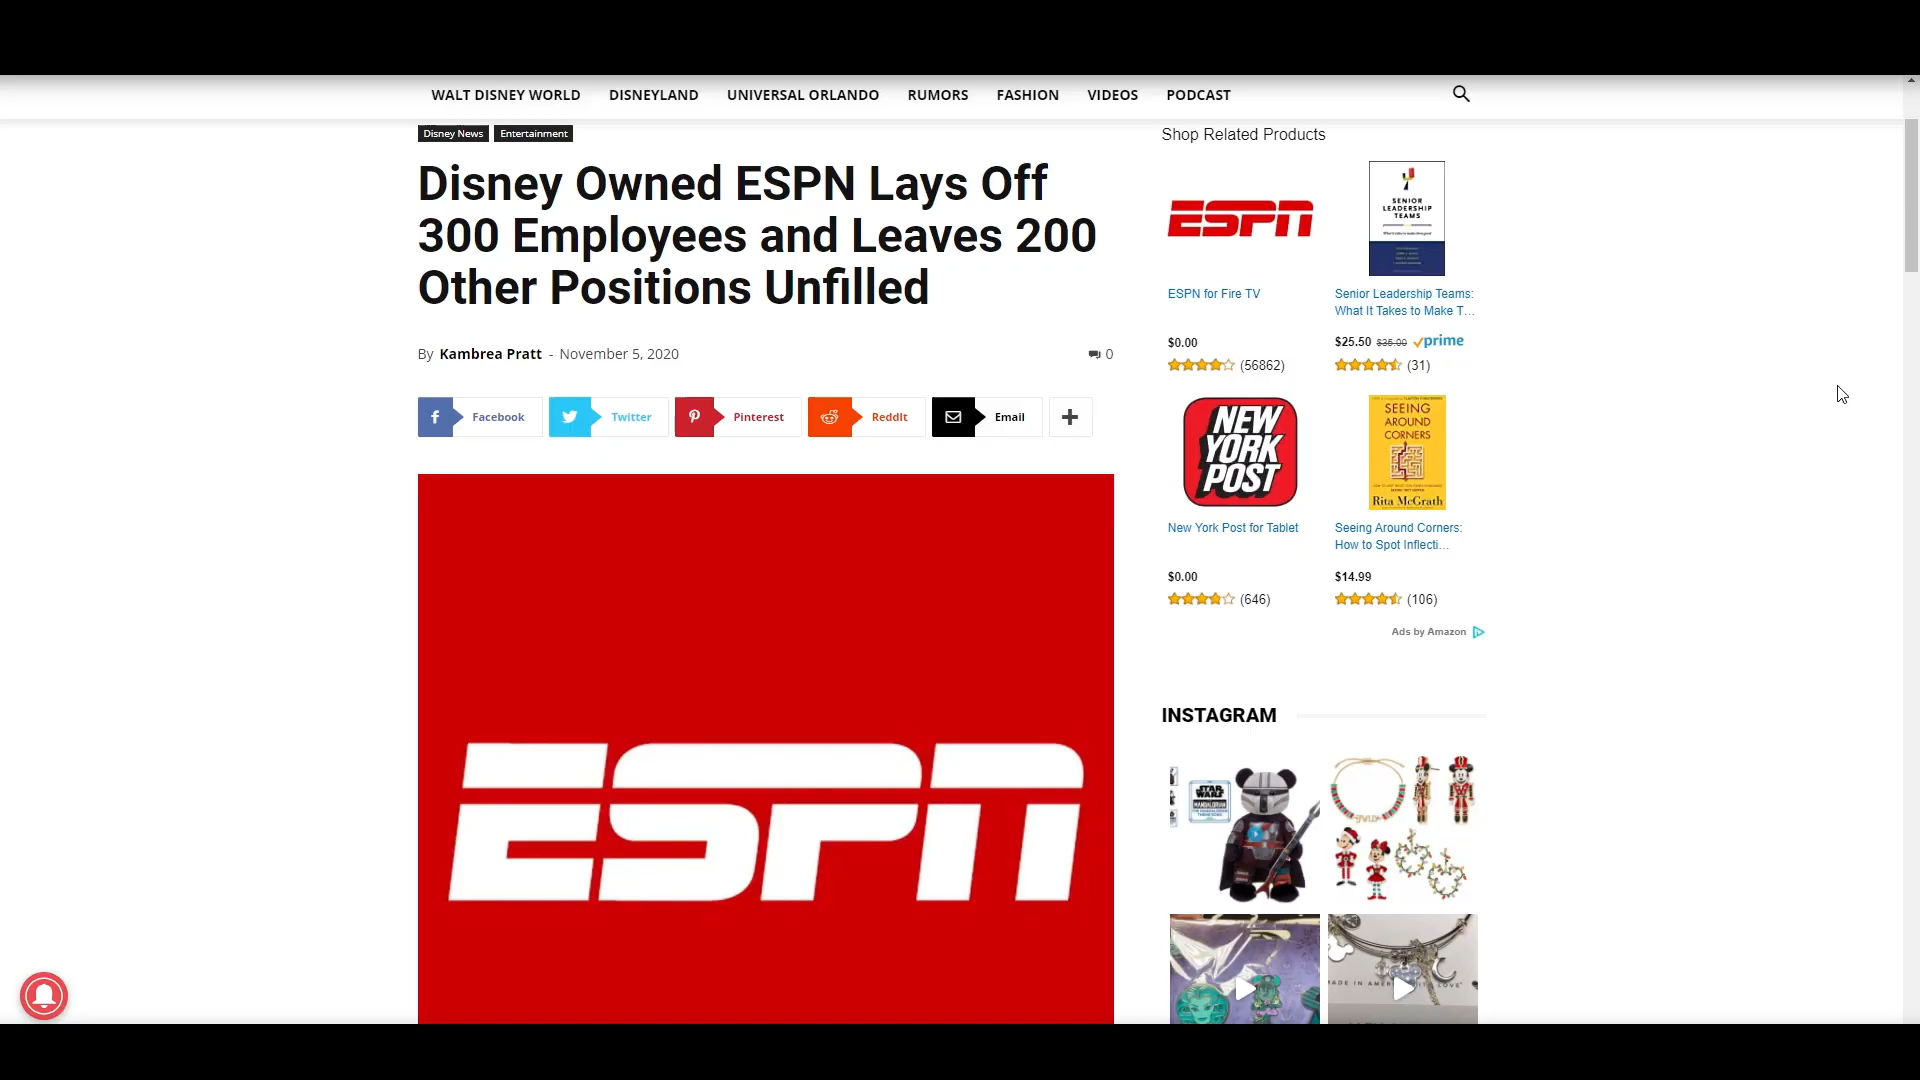 WALT DISNEY WORLD DISNEYLAND UNIVERSAL ORLANDO RUMORS FASHION VIDEOS PODCAST
Disney News Entertainment
Disney Owned ESPN Lays Off
300 Employees and Leaves 200
Other Positions Unfilled
By Kambrea Pratt - November 5, 2020
0
Facebook Twitter Pinterest ReddIt Email
ESPN
Shop Related Products
ESPN
SENIOR
LEADERSHIP
TEAMS
ESPN for Fire TV
Senior Leadership Teams:
What It Takes to Make T...
$0.00
$25.50 $35.00 prime
(56862)
(31)
NEW
YORK
POST
SEEING
AROUND
CORNERS
Rita McGrath
New York Post for Tablet
Seeing Around Corners:
How to Spot Inflecti...
$0.00
$14.99
(646)
(106)
Ads by Amazon
INSTAGRAM
STAR
WARS
MADE IN AMERICA
LOVE